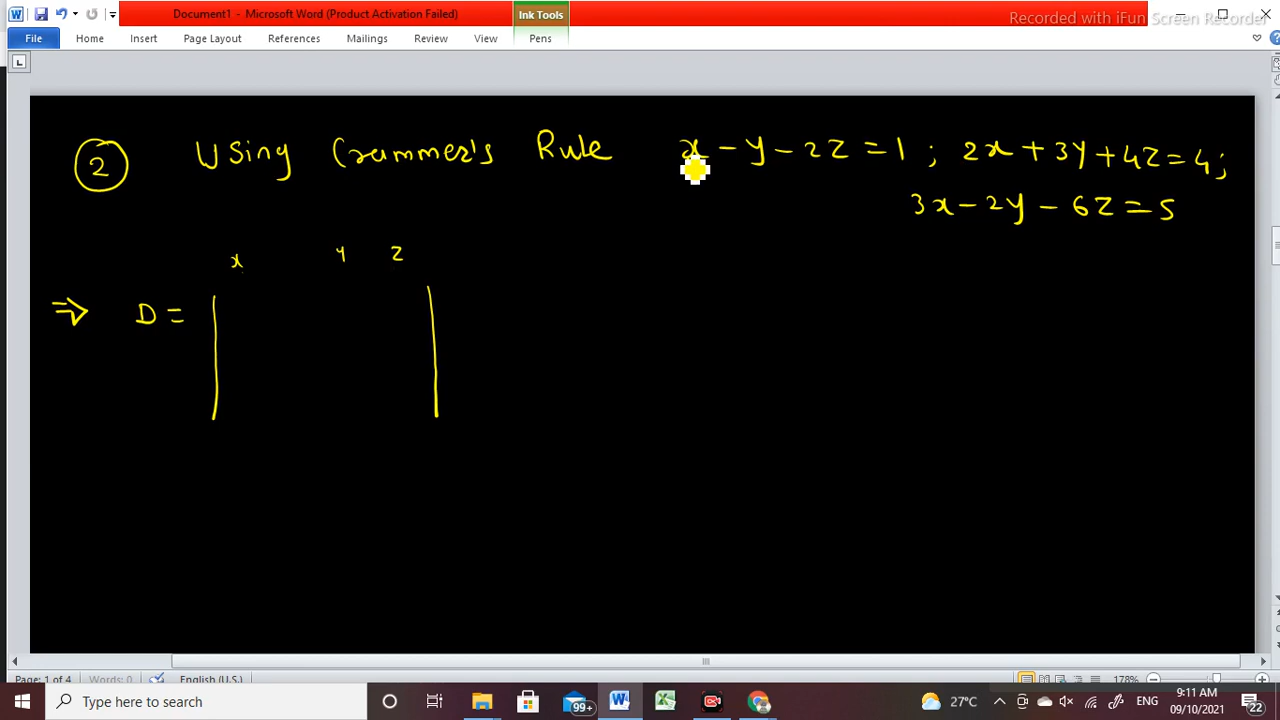 Document1 - Microsoft Word (Product Activation Failed)
Ink Tools
Recorded with iFun Screen Recorder
File Home Insert Page Layout References Mailings Review View Pens
2 Using Crammer's Rule x - y - 2z = 1 ; 2x + 3y + 4z = 4 ;
3x - 2y - 6z = 5
x y z
⇒ D =
Page: 1 of 4 Words: 0 English (U.S.) 178%
Type here to search
99+
27°C
ENG
9:11 AM
09/10/2021
22